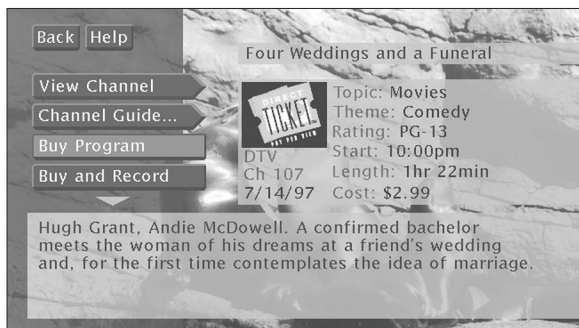 Back Help
Four Weddings and a Funeral
View Channel
Channel Guide...
Buy Program
Buy and Record
DIRECT
TICKET
PAY PER VIEW
DTV
Ch 107
7/14/97
Topic: Movies
Theme: Comedy
Rating: PG-13
Start: 10:00pm
Length: 1hr 22min
Cost: $2.99
Hugh Grant, Andie McDowell. A confirmed bachelor
meets the woman of his dreams at a friend's wedding
and, for the first time contemplates the idea of marriage.